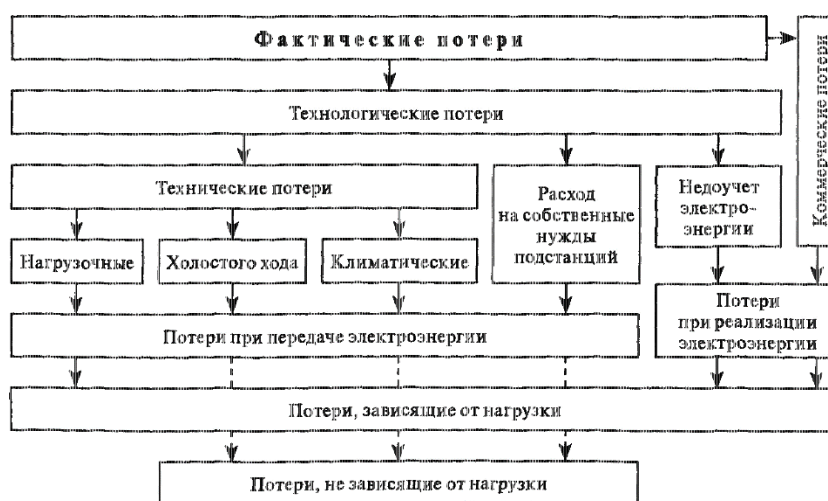 Фактические потери
Коммерческие потери
Технологические потери
Технические потери
Расход
на собственные
нужды
подстанций
Недоучет
электро-
энергии
Нагрузочные
Холостого хода
Климатические
Потери при передаче электроэнергии
Потери
при реализации
электроэнергии
Потери, зависящие от нагрузки
Потери, не зависящие от нагрузки